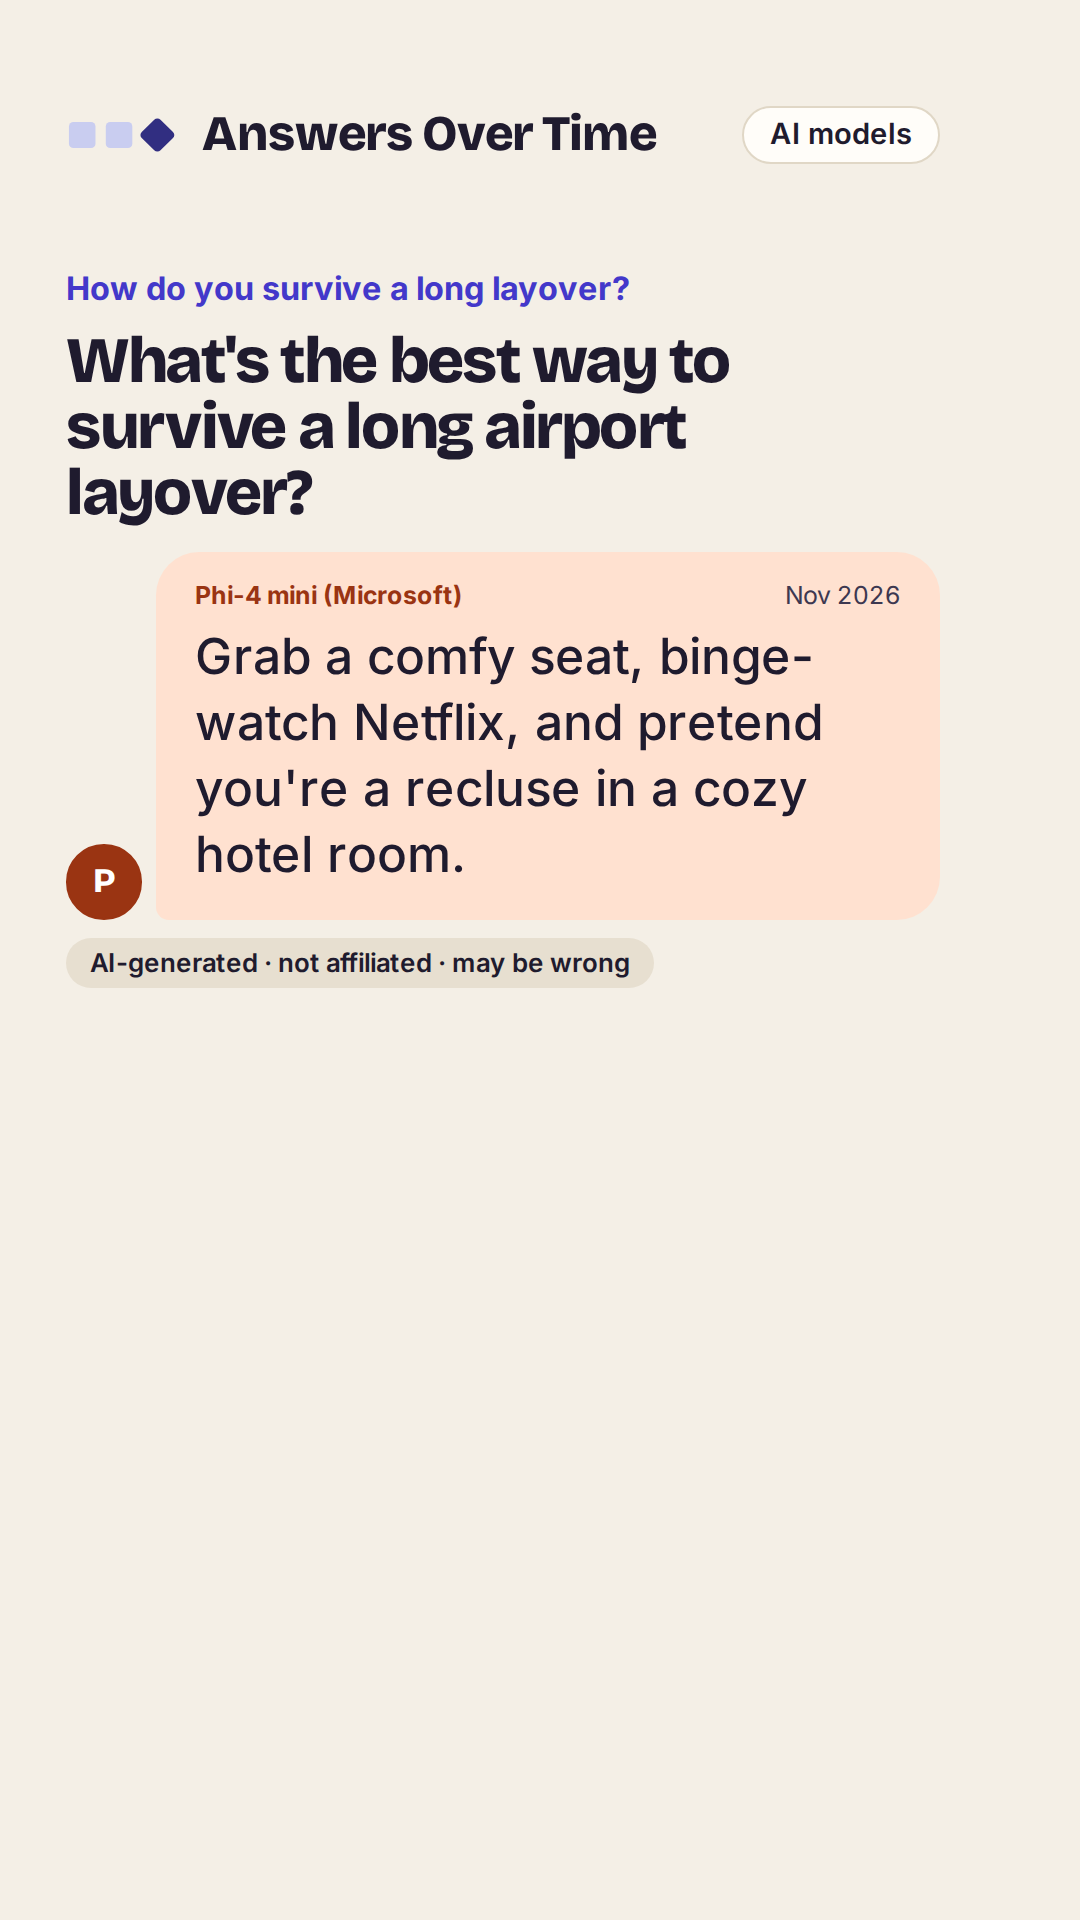 Answers Over Time
AI models
How do you survive a long layover?
What's the best way to
survive a long airport
layover?
Phi-4 mini (Microsoft)
Nov 2026
Grab a comfy seat, binge-
watch Netflix, and pretend
you're a recluse in a cozy
hotel room.
P
AI-generated · not affiliated · may be wrong